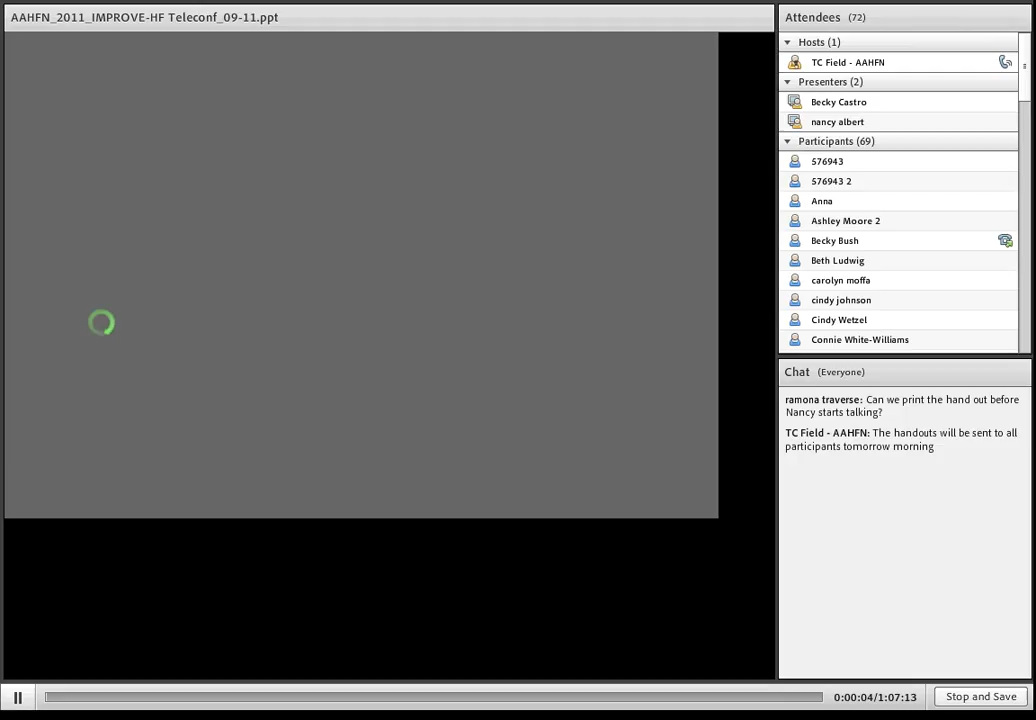 AAHFN_2011_IMPROVE-HF Teleconf_09-11.ppt
Attendees (72)
Hosts (1)
TC Field - AAHFN
Presenters (2)
Becky Castro
nancy albert
Participants (69)
576943
576943 2
Anna
Ashley Moore 2
Becky Bush
Beth Ludwig
carolyn moffa
cindy johnson
Cindy Wetzel
Connie White-Williams
Chat (Everyone)
ramona traverse: Can we print the hand out before
Nancy starts talking?
TC Field - AAHFN: The handouts will be sent to all
participants tomorrow morning
0:00:04/1:07:13
Stop and Save